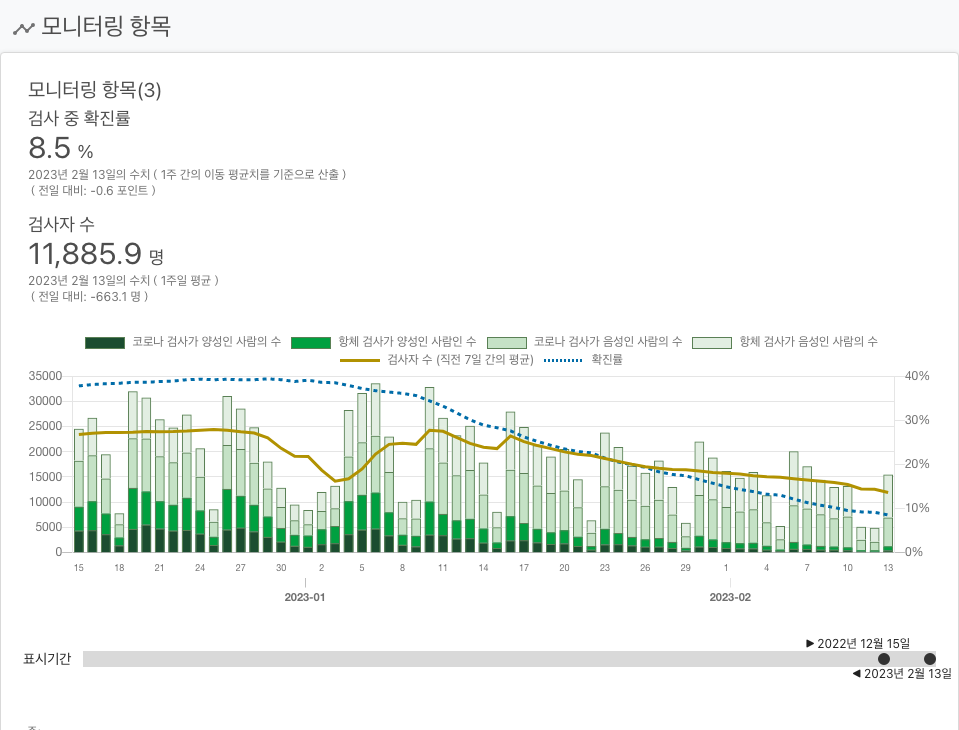 모니터링 항목
모니터링 항목(3)
검사 중 확진률
8.5 %
2023년 2월 13일의 수치 ( 1주 간의 이동 평균치를 기준으로 산출 )
( 전일 대비: -0.6 포인트 )
검사자 수
11,885.9 명
2023년 2월 13일의 수치 ( 1주일 평균 )
( 전일 대비: -663.1 명 )
코로나 검사가 양성인 사람의 수 항체 검사가 양성인 사람인 수 코로나 검사가 음성인 사람의 수 항체 검사가 음성인 사람의 수
검사자 수 (직전 7일 간의 평균) 확진률
35000 40%
30000
25000 30%
20000
20%
15000
10000 10%
5000
0 0%
15 18 21 24 27 30 2 5 8 11 14 17 20 23 26 29 1 4 7 10 13
2023-01 2023-02
▶ 2022년 12월 15일
표시기간
◀ 2023년 2월 13일